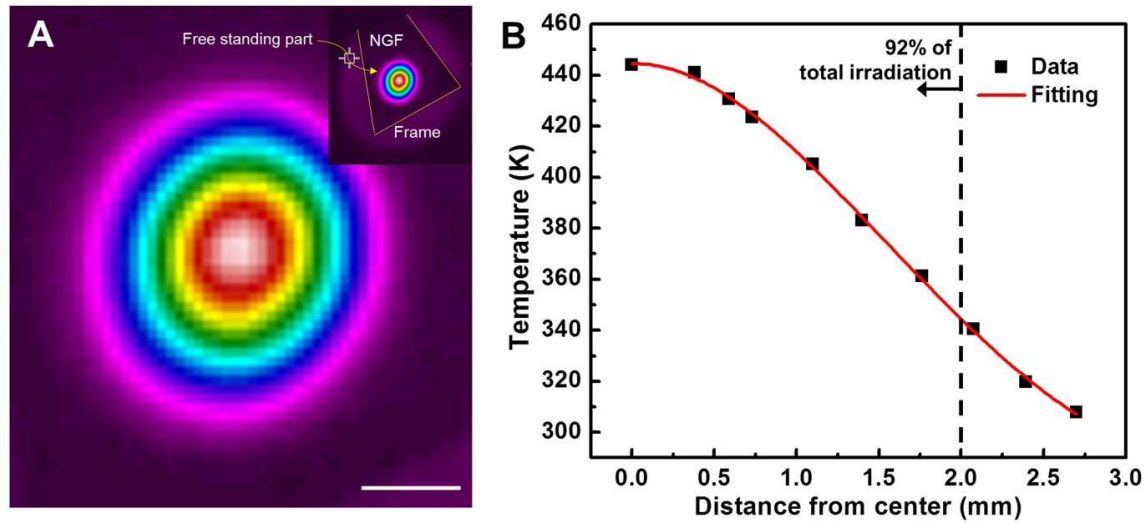 A
Free standing part
NGF
Frame
B
460
440
420
400
380
360
340
320
300
Temperature (K)
92% of
total irradiation
Data
Fitting
0.0 0.5 1.0 1.5 2.0 2.5 3.0
Distance from center (mm)